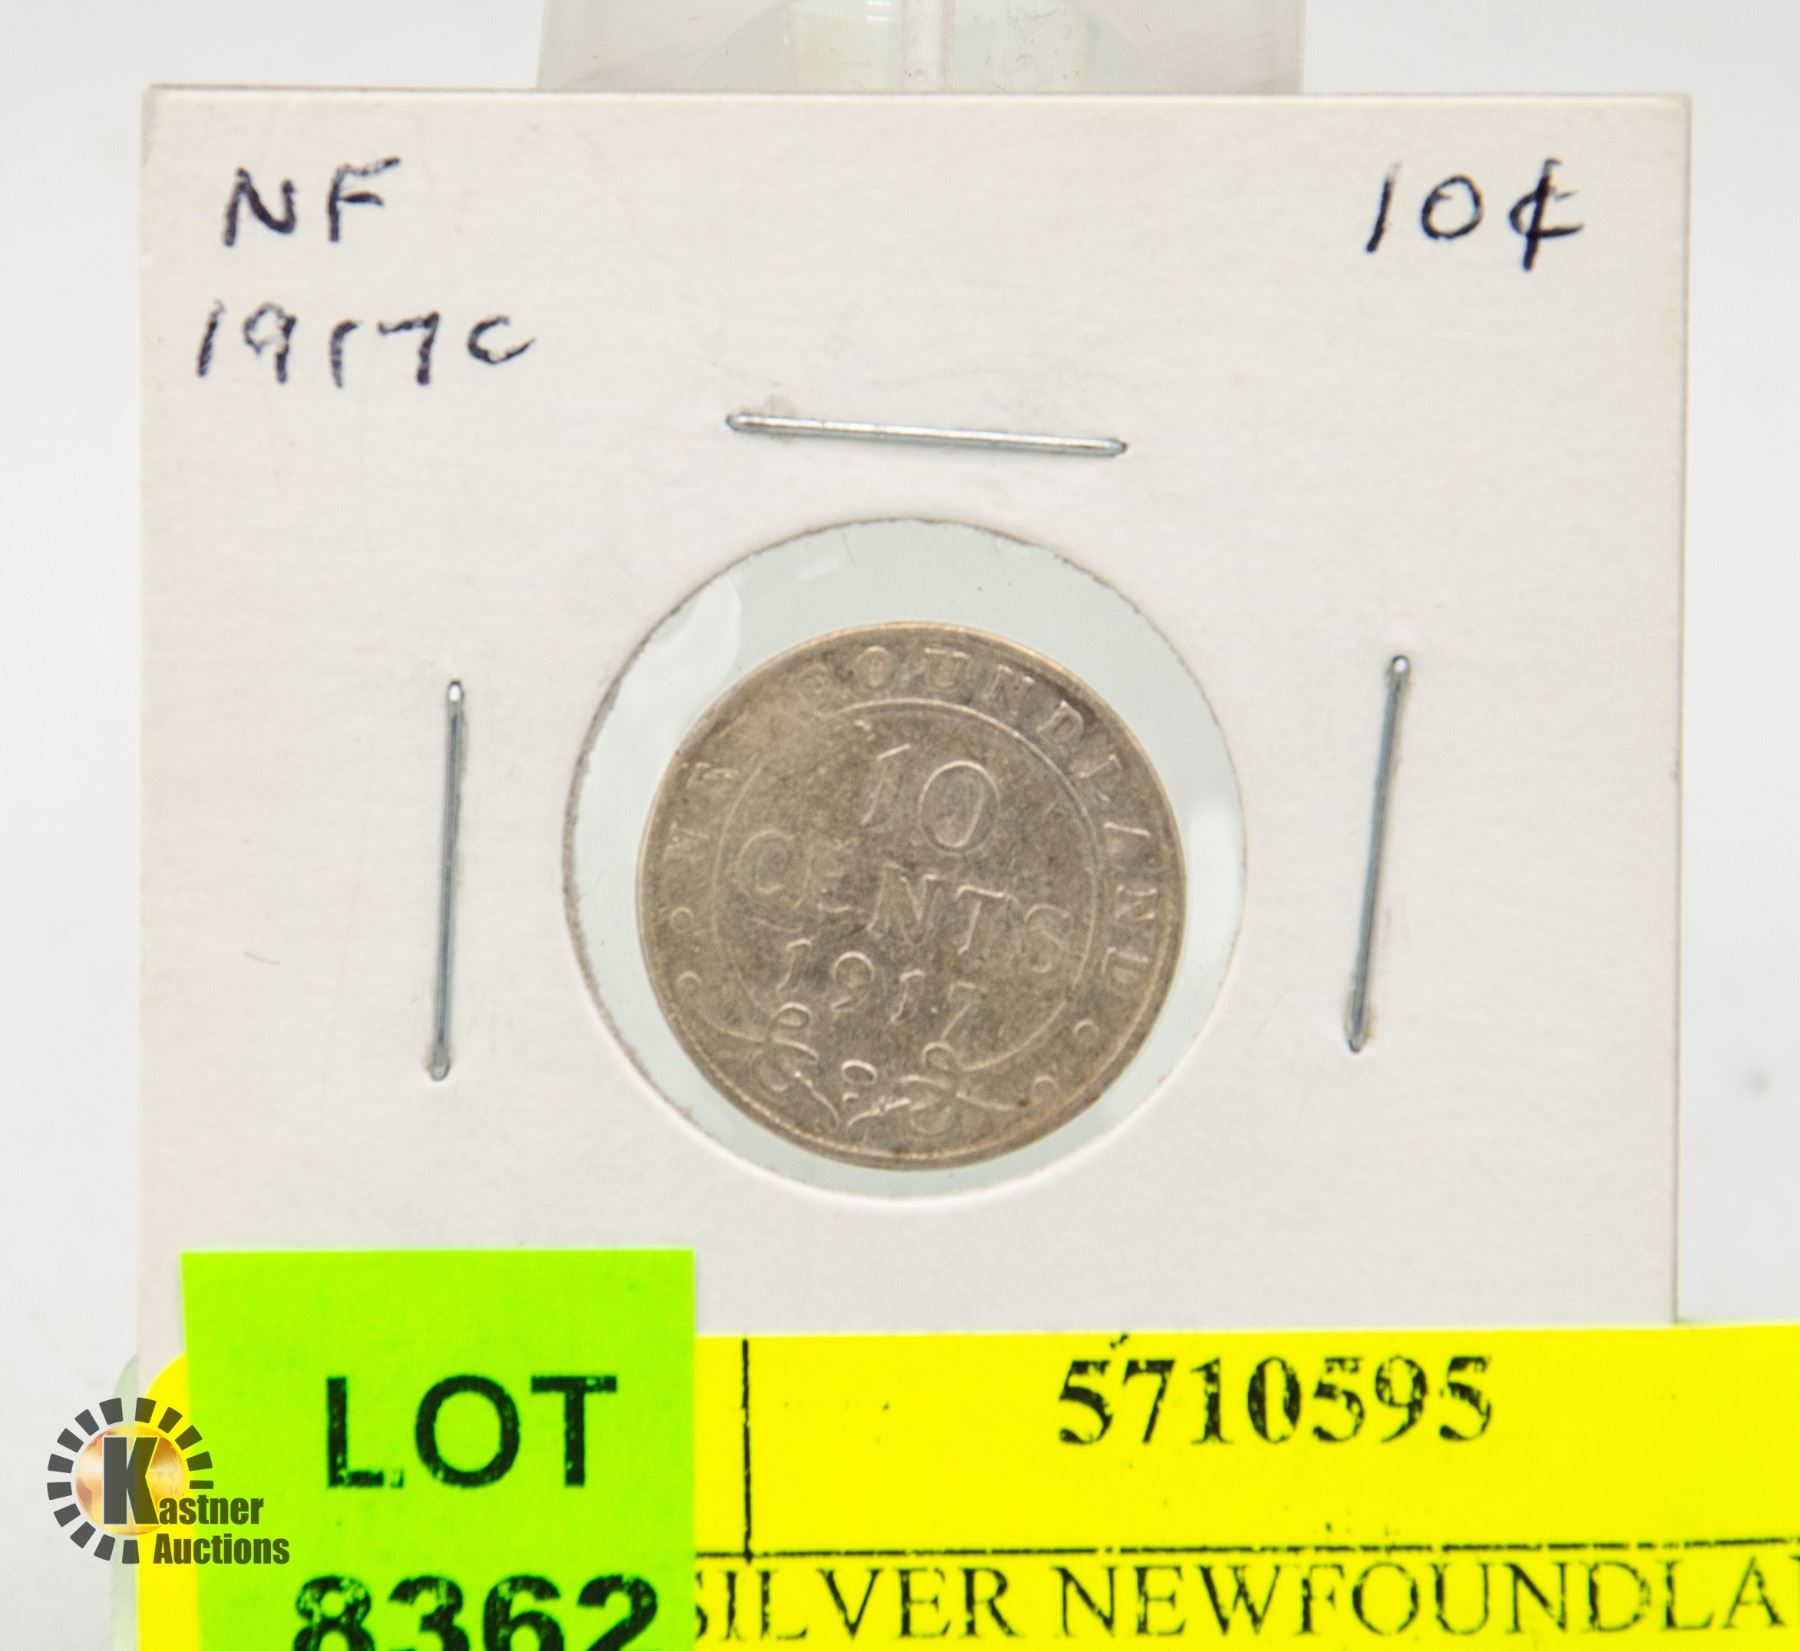 NF
10¢
1917C
NEWFOUNDLAND
10
CENTS
1917
LOT
8362
5710595
SILVER NEWFOUNDLA
Kastner
Auctions